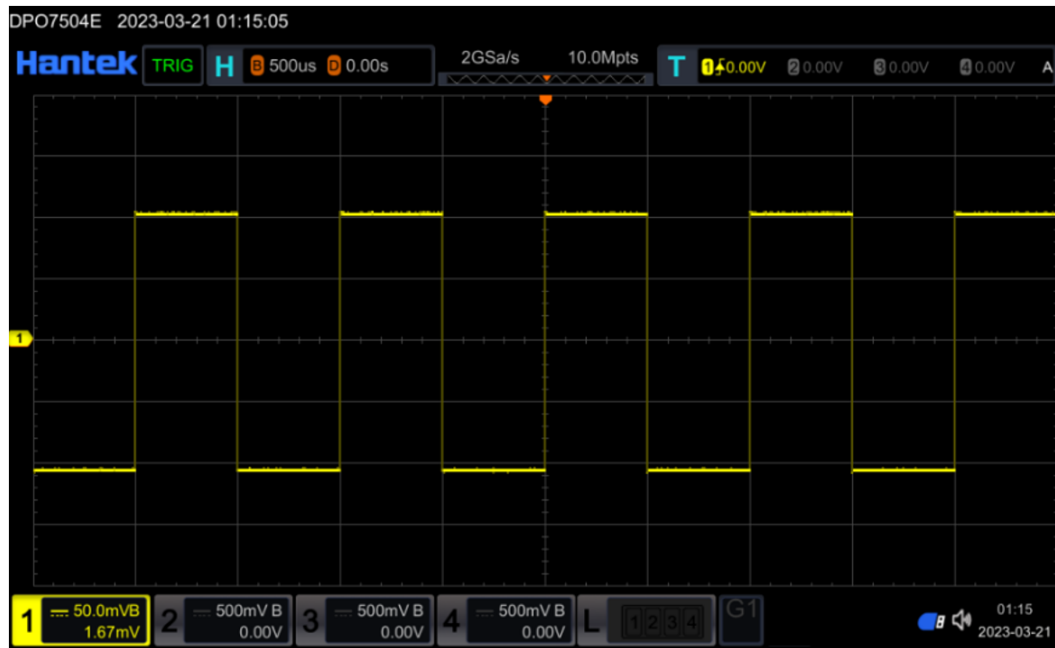 DPO7504E 2023-03-21 01:15:05
Hantek TRIG H B 500us D 0.00s 2GSa/s 10.0Mpts T 1 0.00V 2 0.00V 3 0.00V 4 0.00V A
1
1 50.0mVB 2 500mV B 3 500mV B 4 500mV B L 1 2 3 4 G1 01:15
1.67mV 0.00V 0.00V 0.00V 2023-03-21